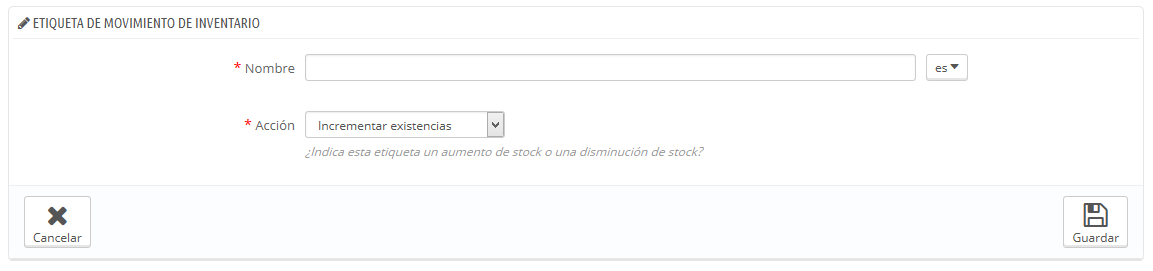 ETIQUETA DE MOVIMIENTO DE INVENTARIO
* Nombre
es
* Acción
Incrementar existencias
¿Indica esta etiqueta un aumento de stock o una disminución de stock?
Cancelar
Guardar